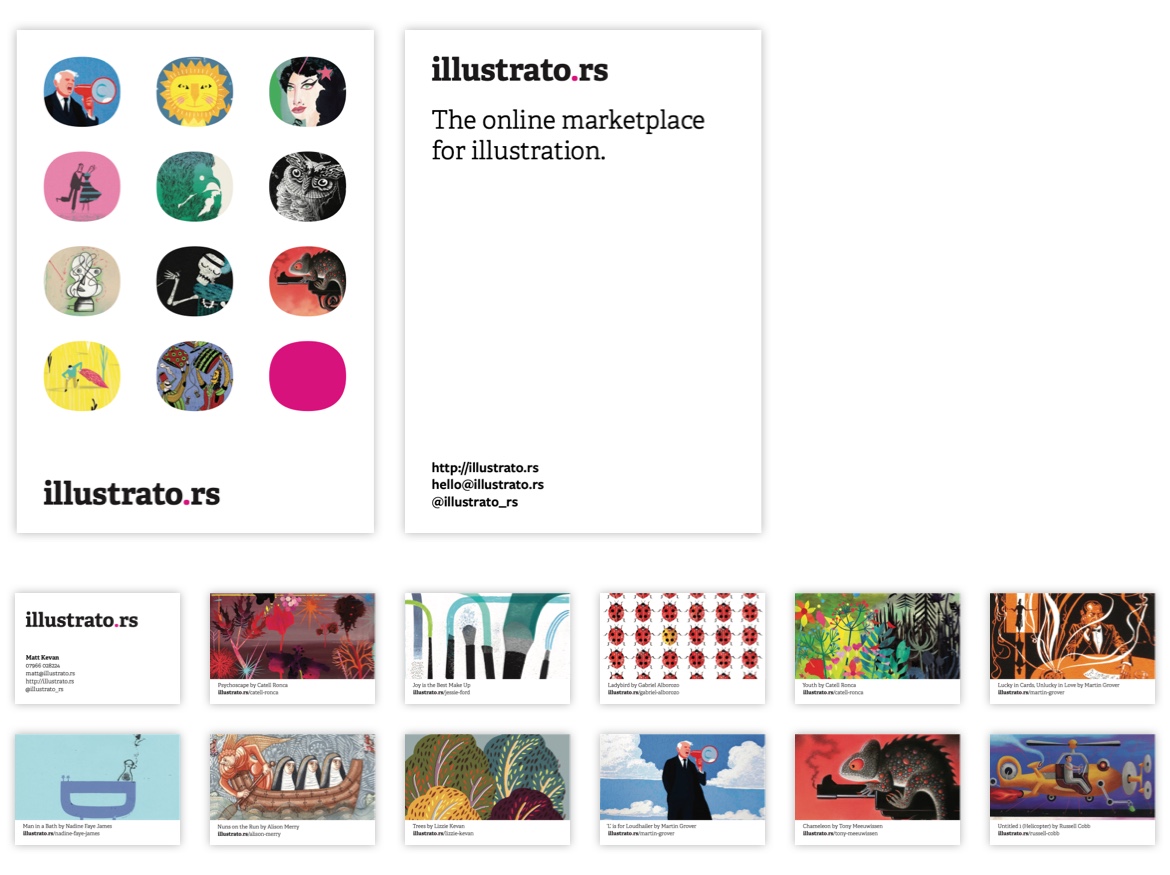 illustrato.rs
illustrato.rs
The online marketplace
for illustration.
http://illustrato.rs
hello@illustrato.rs
@illustrato_rs
illustrato.rs
Matt Kevan
07966 028224
matt@illustrato.rs
http://illustrato.rs
@illustrato_rs
Psychoscape by Catell Ronca
illustrato.rs/catell-ronca
Joy is the Best Make Up
illustrato.rs/jessie-ford
Ladybird by Gabriel Alborozo
illustrato.rs/gabriel-alborozo
Youth by Catell Ronca
illustrato.rs/catell-ronca
Lucky in Cards, Unlucky in Love by Martin Grover
illustrato.rs/martin-grover
Man in a Bath by Nadine Faye James
illustrato.rs/nadine-faye-james
Nuns on the Run by Alison Merry
illustrato.rs/alison-merry
Trees by Lizzie Kevan
illustrato.rs/lizzie-kevan
'L' is for Loudhailer by Martin Grover
illustrato.rs/martin-grover
Chameleon by Tony Meeuwissen
illustrato.rs/tony-meeuwissen
Untitled 1 (Helicopter) by Russell Cobb
illustrato.rs/russell-cobb